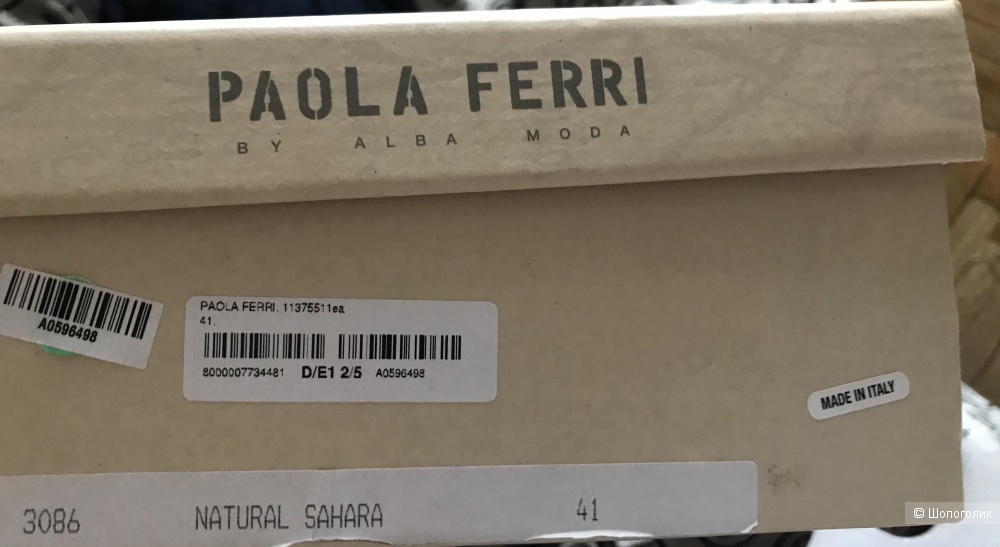 PAOLA FERRI
BY ALBA MODA
A0596498
PAOLA FERRI. 11375511ea
41.
8000007734481 D/E1 2/5 A0596498
MADE IN ITALY
3086 NATURAL SAHARA 41
© Шопоголик